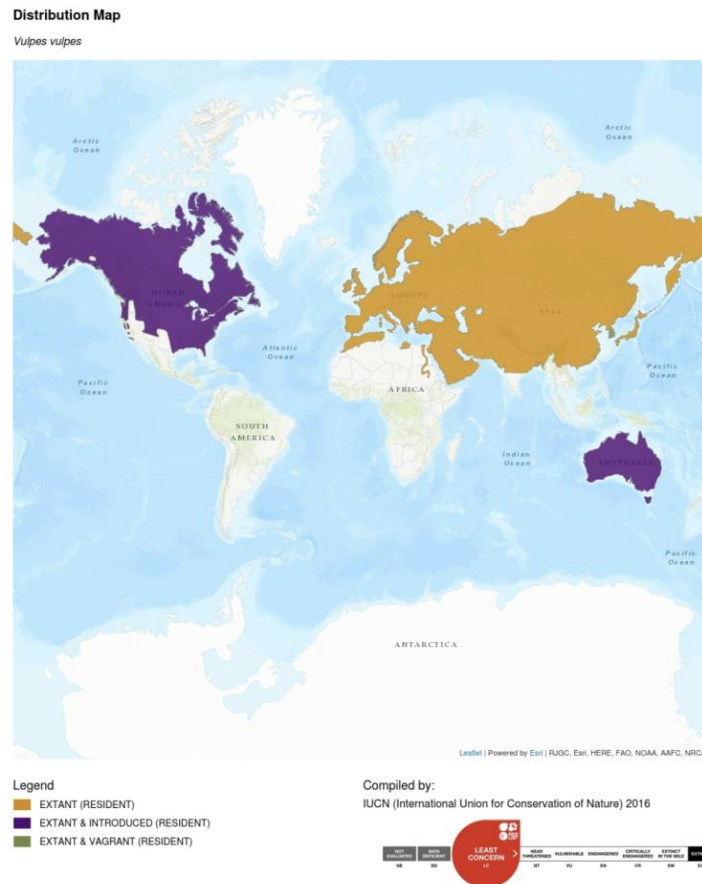 Distribution Map
Vulpes vulpes
Arctic
Ocean
Arctic
Ocean
NORTH
AMERICA
EUROPE
ASIA
Atlantic
Ocean
Pacific
Ocean
Pacific
Ocean
AFRICA
SOUTH
AMERICA
Indian
Ocean
AUSTRALIA
Pacific
Ocean
ANTARCTICA
Leaflet | Powered by Esri | RJGC, Esri, HERE, FAO, NOAA, AAFC, NRC
Legend
EXTANT (RESIDENT)
EXTANT & INTRODUCED (RESIDENT)
EXTANT & VAGRANT (RESIDENT)
Compiled by:
IUCN (International Union for Conservation of Nature) 2016
NOT EVALUATED
NE
DATA DEFICIENT
DD
LEAST
CONCERN
LC
NEAR THREATENED
NT
VULNERABLE
VU
ENDANGERED
EN
CRITICALLY ENDANGERED
CR
EXTINCT IN THE WILD
EW